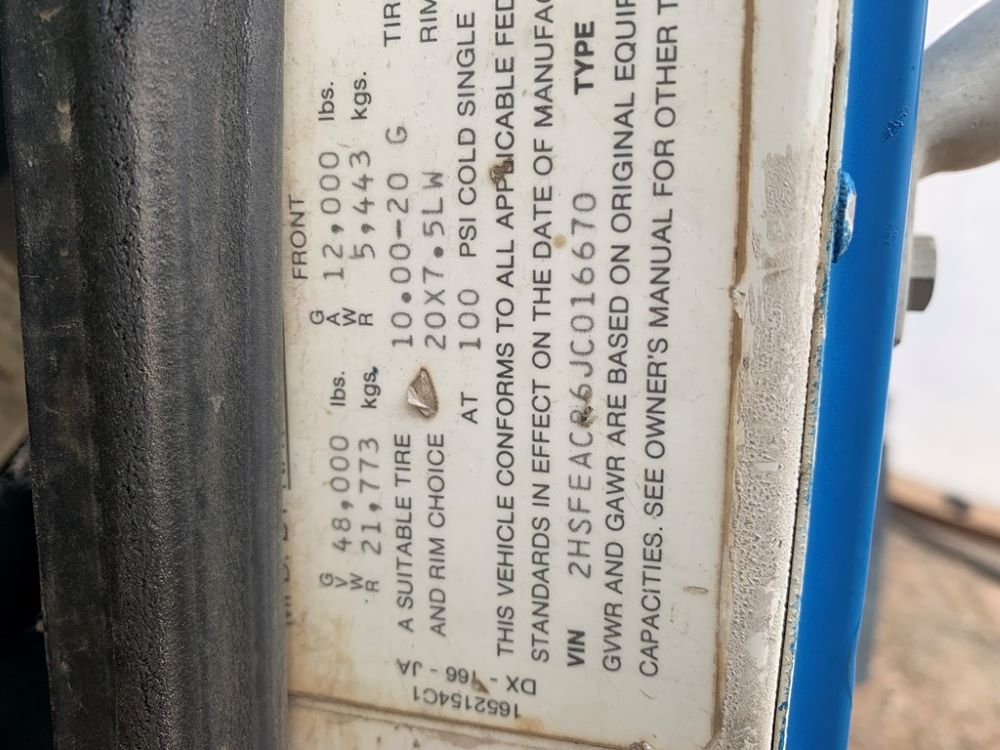 FRONT
G V W R 48,000 lbs. 21,773 kgs. G A W R 12,000 lbs. 5,443 kgs.
A SUITABLE TIRE 10.00-20 G
AND RIM CHOICE 20X7.5LW
AT 100 PSI COLD SINGLE
THIS VEHICLE CONFORMS TO ALL APPLICABLE
STANDARDS IN EFFECT ON THE DATE OF
VIN 2HSFEACR6JC016670 TYPE
GVWR AND GAWR ARE BASED ON ORIGINAL
CAPACITIES. SEE OWNER'S MANUAL FOR OTHER
1652154C1
DX - 166 - JA